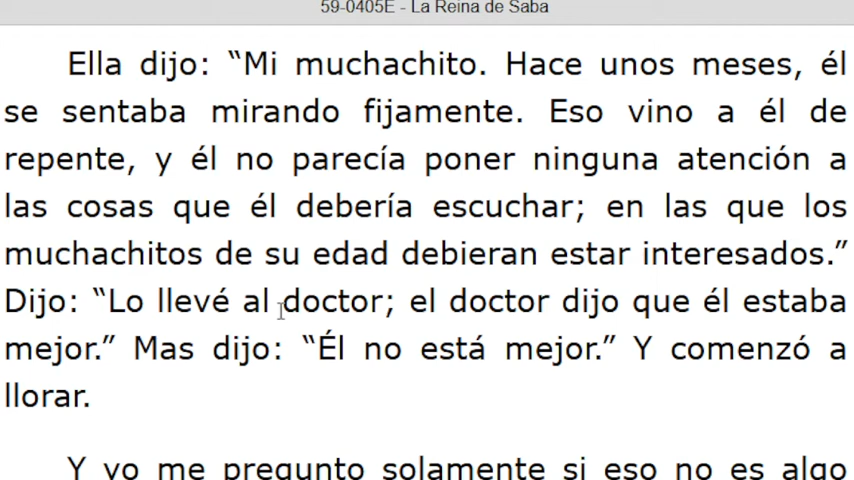 59-0405E - La Reina de Saba
Ella dijo: “Mi muchachito. Hace unos meses, él
se sentaba mirando fijamente. Eso vino a él de
repente, y él no parecía poner ninguna atención a
las cosas que él debería escuchar; en las que los
muchachitos de su edad debieran estar interesados.”
Dijo: “Lo llevé al doctor; el doctor dijo que él estaba
mejor.” Mas dijo: “Él no está mejor.” Y comenzó a
llorar.
Y yo me pregunto solamente si eso no es algo